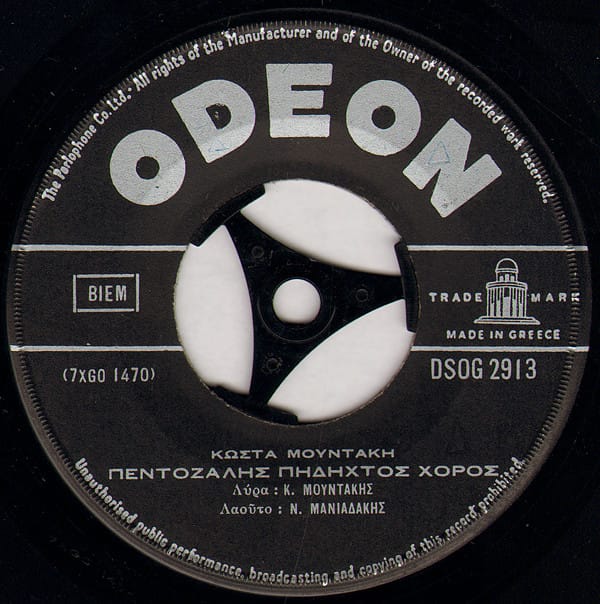 The Parlophone Co. Ltd. - All rights of the Manufacturer and of the Owner of the recorded work reserved.
ODEON
BIEM
TRADE MARK
MADE IN GREECE
(7XGO 1470)
DSOG 2913
ΚΩΣΤΑ ΜΟΥΝΤΑΚΗ
ΠΕΝΤΟΖΑΛΗΣ ΠΗΔΗΧΤΟΣ ΧΟΡΟΣ
Λύρα : Κ. ΜΟΥΝΤΑΚΗΣ
Λαοῦτο : Ν. ΜΑΝΙΑΔΑΚΗΣ
Unauthorised public performance, broadcasting, and copying of this record prohibited.